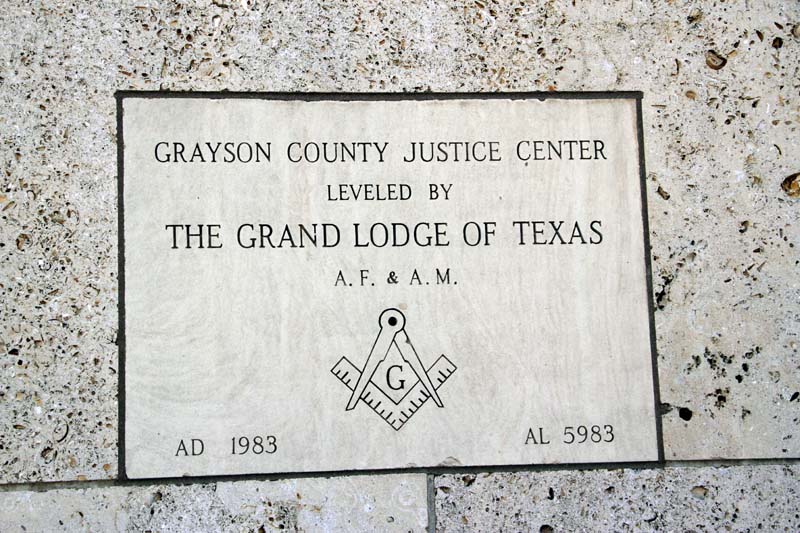 GRAYSON COUNTY JUSTICE CENTER
LEVELED BY
THE GRAND LODGE OF TEXAS
A. F. & A. M.
G
AD 1983 AL 5983